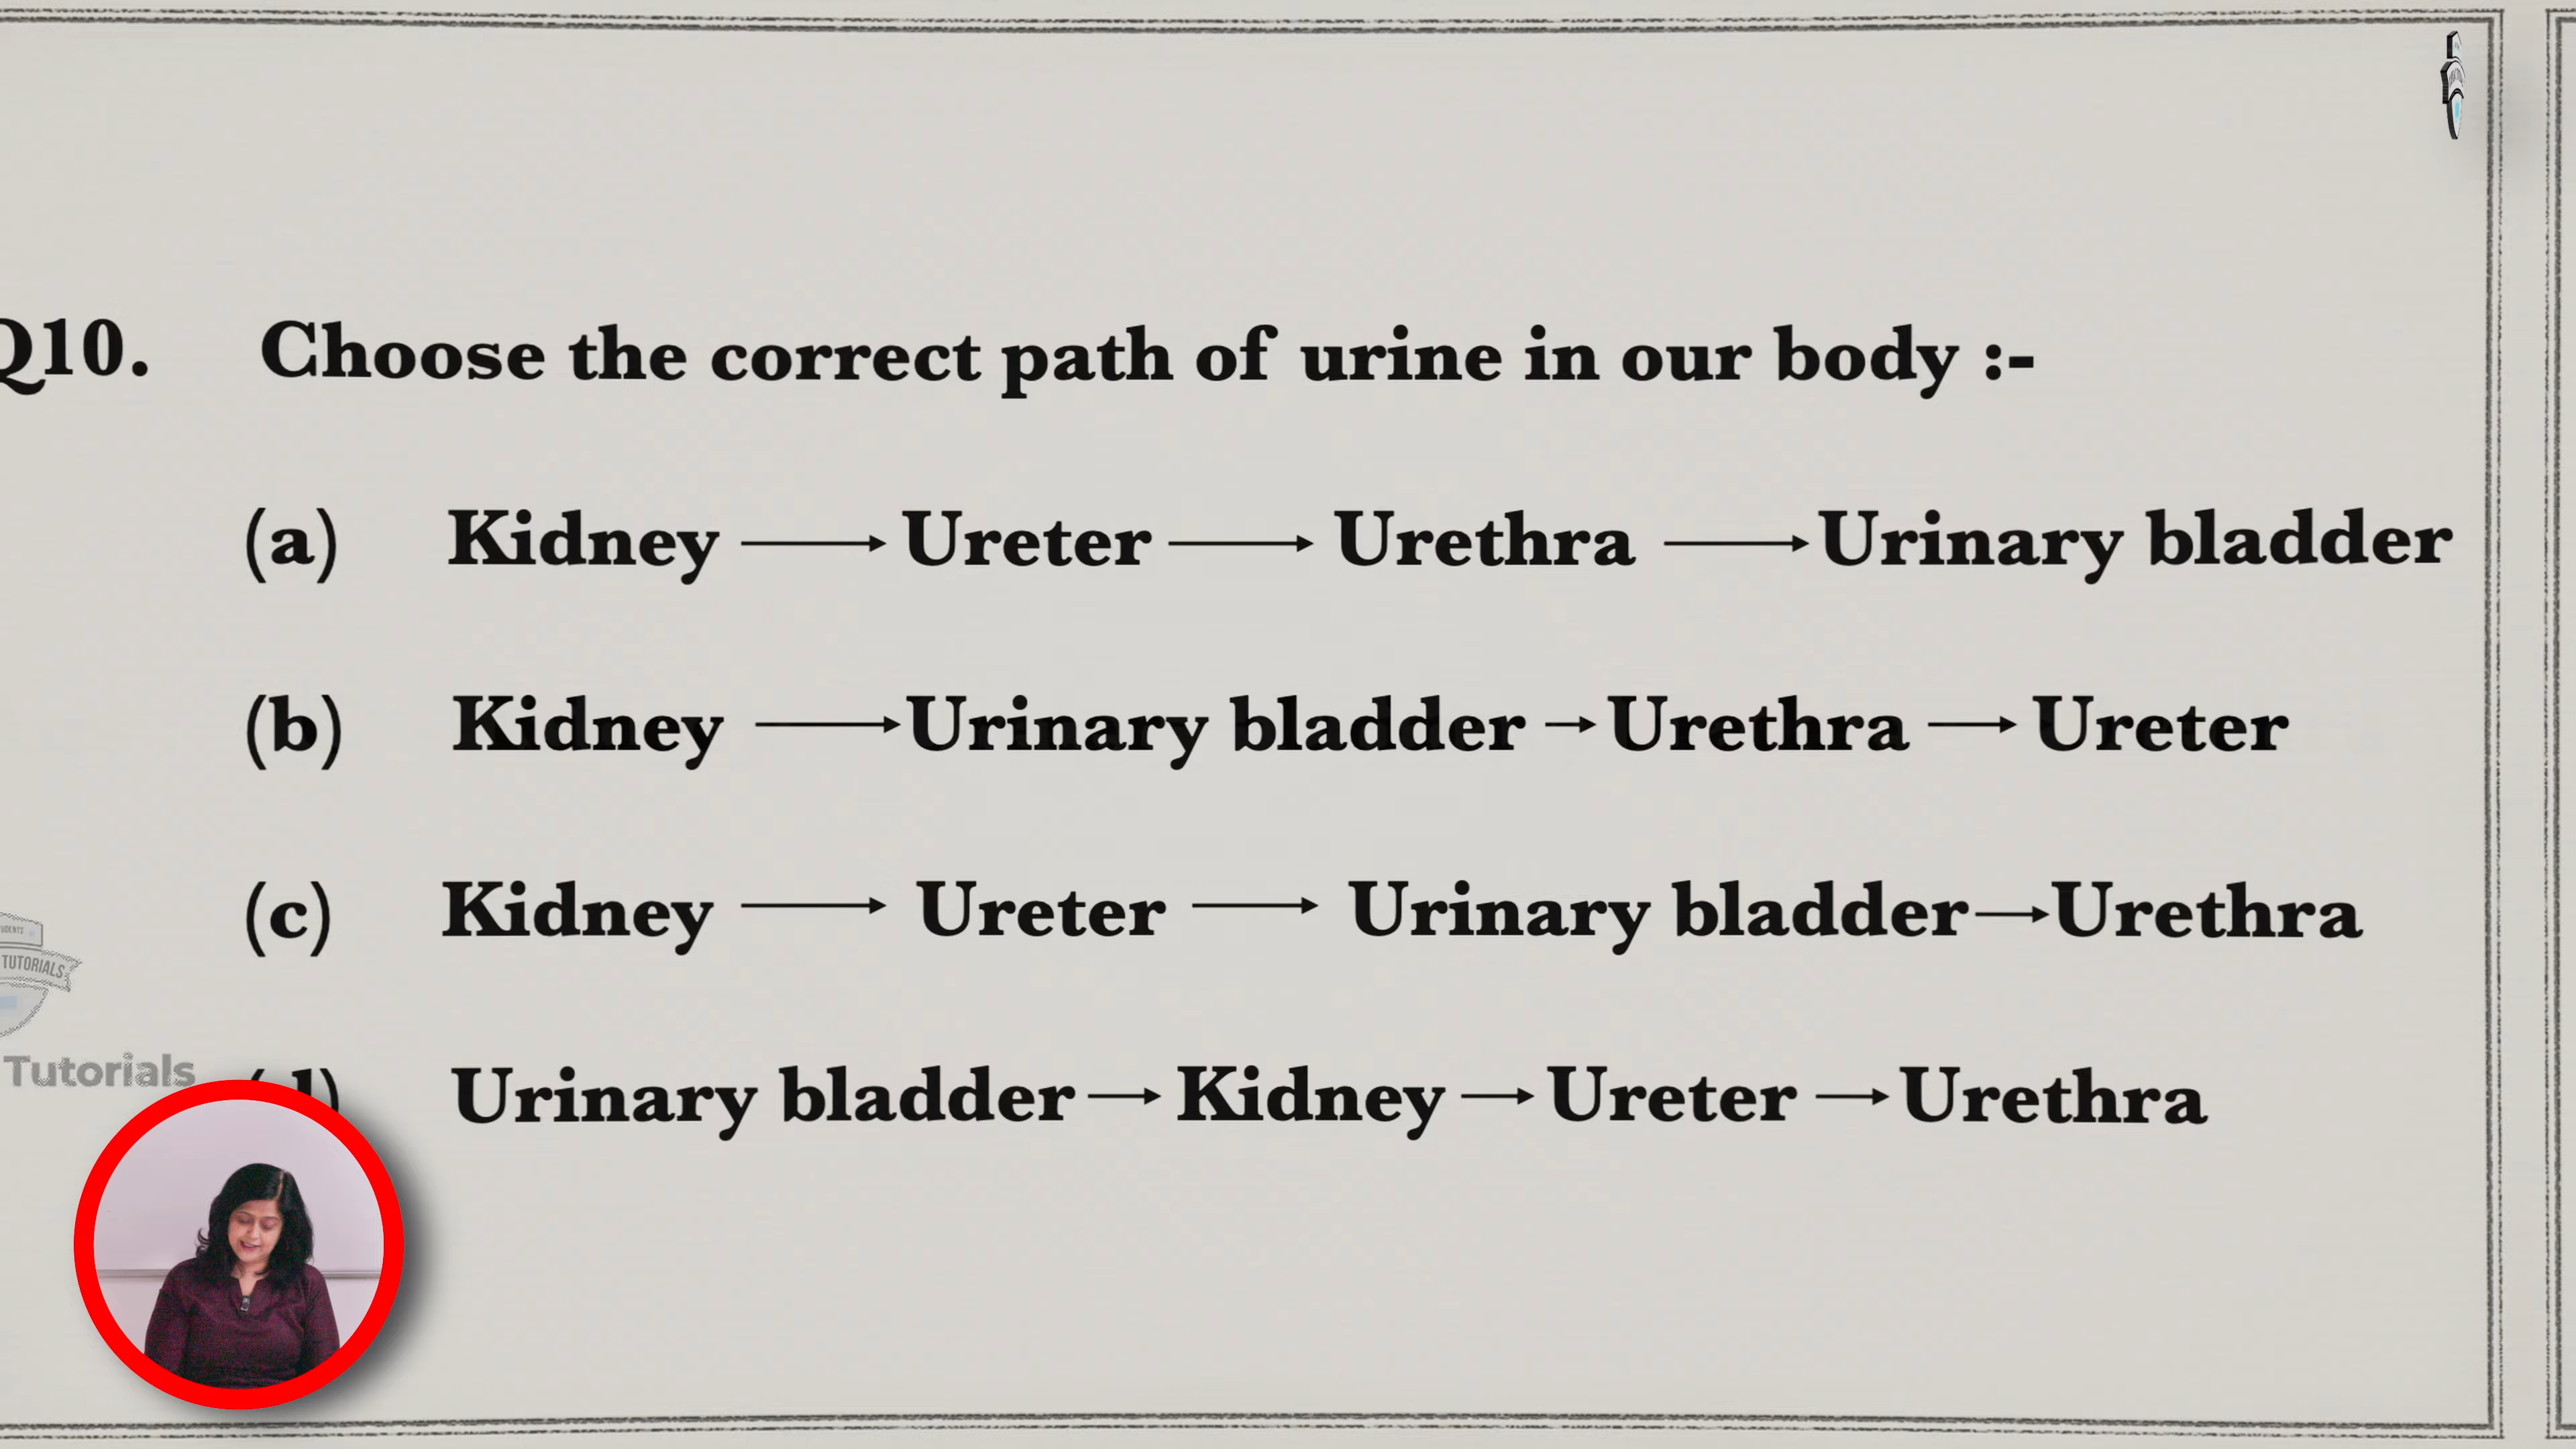 Q10. Choose the correct path of urine in our body :-
(a) Kidney → Ureter → Urethra → Urinary bladder
(b) Kidney → Urinary bladder → Urethra → Ureter
(c) Kidney → Ureter → Urinary bladder → Urethra
TUTORIALS
Tutorials
(d) Urinary bladder → Kidney → Ureter → Urethra